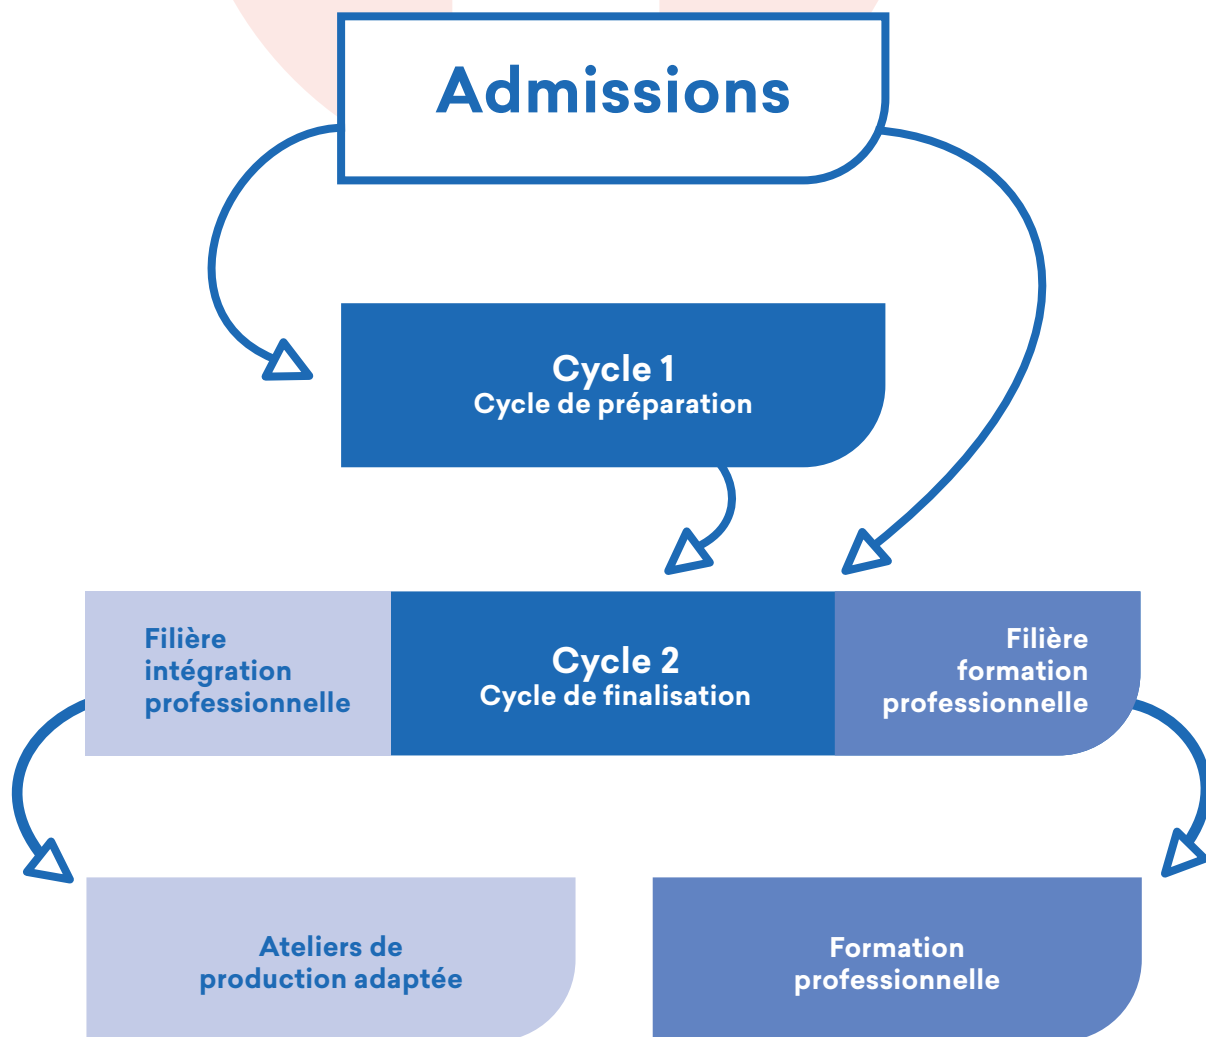 Admissions
Cycle 1
Cycle de préparation
Filière
intégration
professionnelle
Cycle 2
Cycle de finalisation
Filière
formation
professionnelle
Ateliers de
production adaptée
Formation
professionnelle